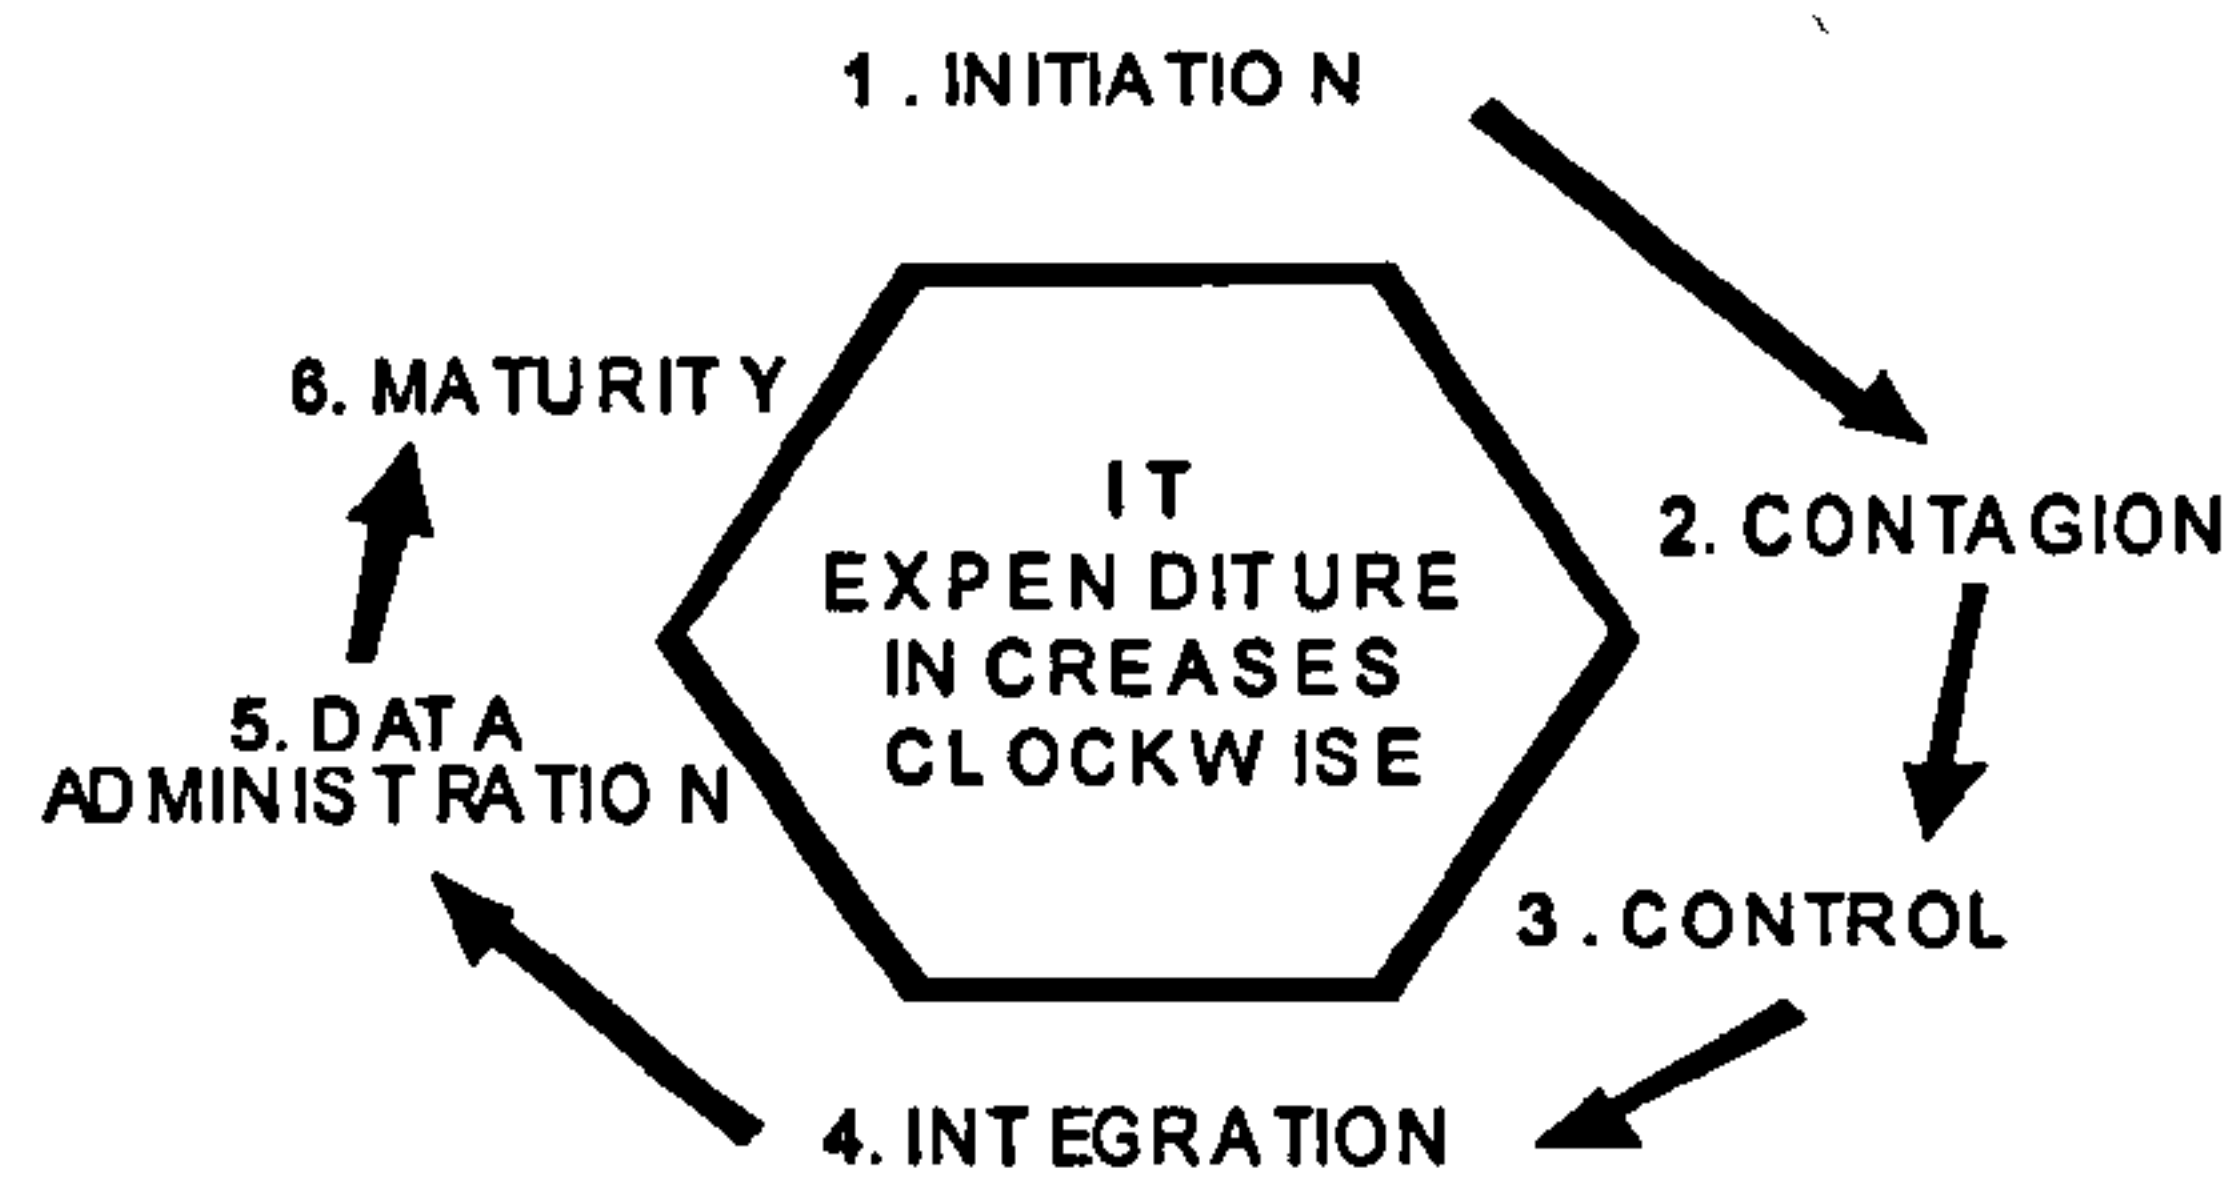 1. INITIATION
2. CONTAGION
3. CONTROL
4. INTEGRATION
5. DATA
ADMINISTRATION
6. MATURITY
IT
EXPENDITURE
INCREASES
CLOCKWISE